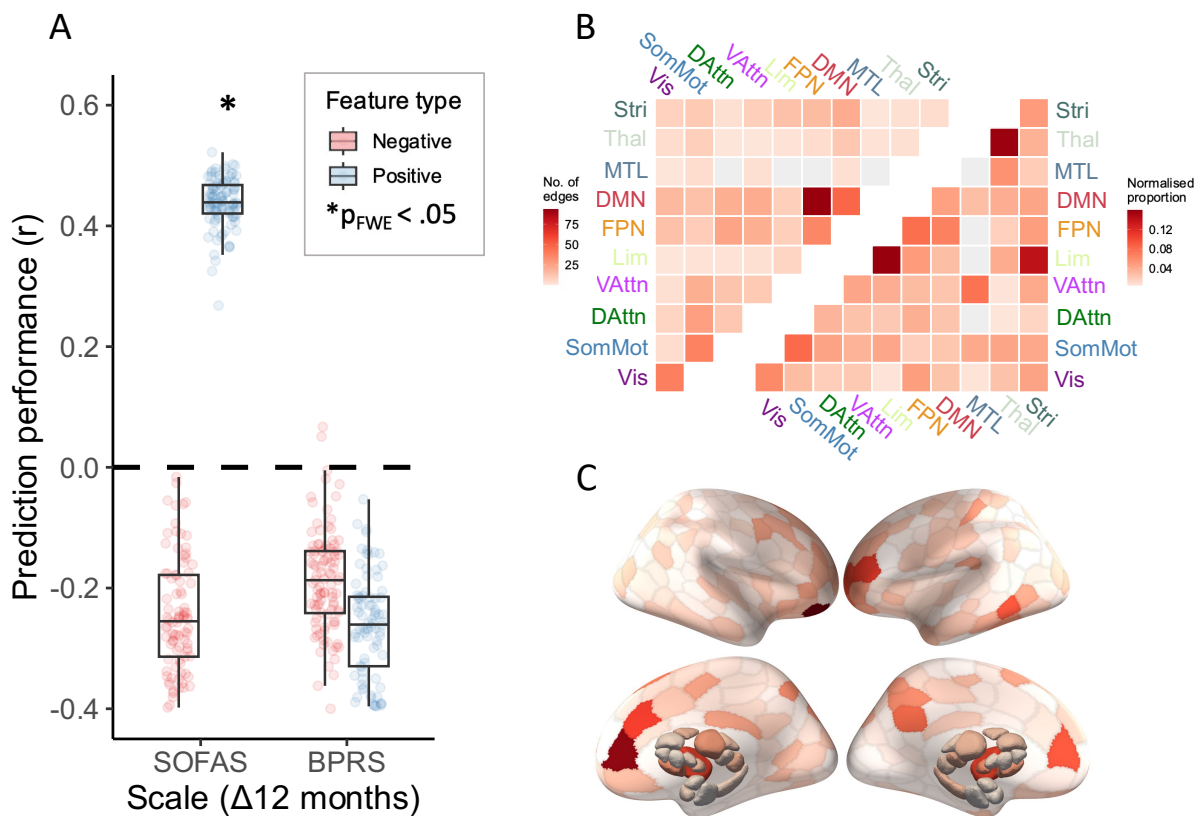 A
Prediction performance (r)
0.6
0.4
0.2
0.0
-0.2
-0.4
*
Feature type
Negative
Positive
*pFWE < .05
SOFAS
BPRS
Scale (Δ12 months)
B
Vis
SomMot
DAttn
VAttn
Lim
FPN
DMN
MTL
Thal
Stri
Stri
Thal
MTL
DMN
FPN
Lim
VAttn
DAttn
SomMot
Vis
No. of
edges
75
50
25
Stri
Thal
MTL
DMN
FPN
Lim
VAttn
DAttn
SomMot
Vis
Normalised
proportion
0.12
0.08
0.04
Vis
SomMot
DAttn
VAttn
Lim
FPN
DMN
MTL
Thal
Stri
C